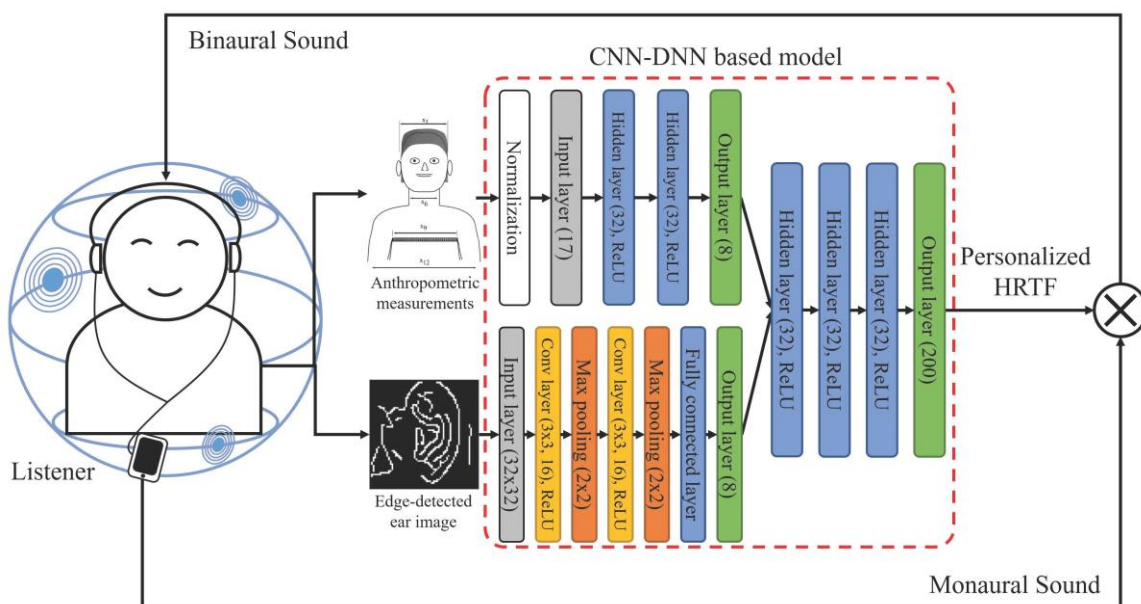 Binaural Sound
CNN-DNN based model
Normalization
Input layer (17)
Hidden layer (32), ReLU
Hidden layer (32), ReLU
Output layer (8)
Anthropometric
measurements
Hidden layer (32), ReLU
Hidden layer (32), ReLU
Hidden layer (32), ReLU
Output layer (200)
Personalized
HRTF
Input layer (32x32)
Conv layer (3x3, 16), ReLU
Max pooling (2x2)
Conv layer (3x3, 16), ReLU
Max pooling (2x2)
Fully connected layer
Output layer (8)
Edge-detected
ear image
Listener
Monaural Sound